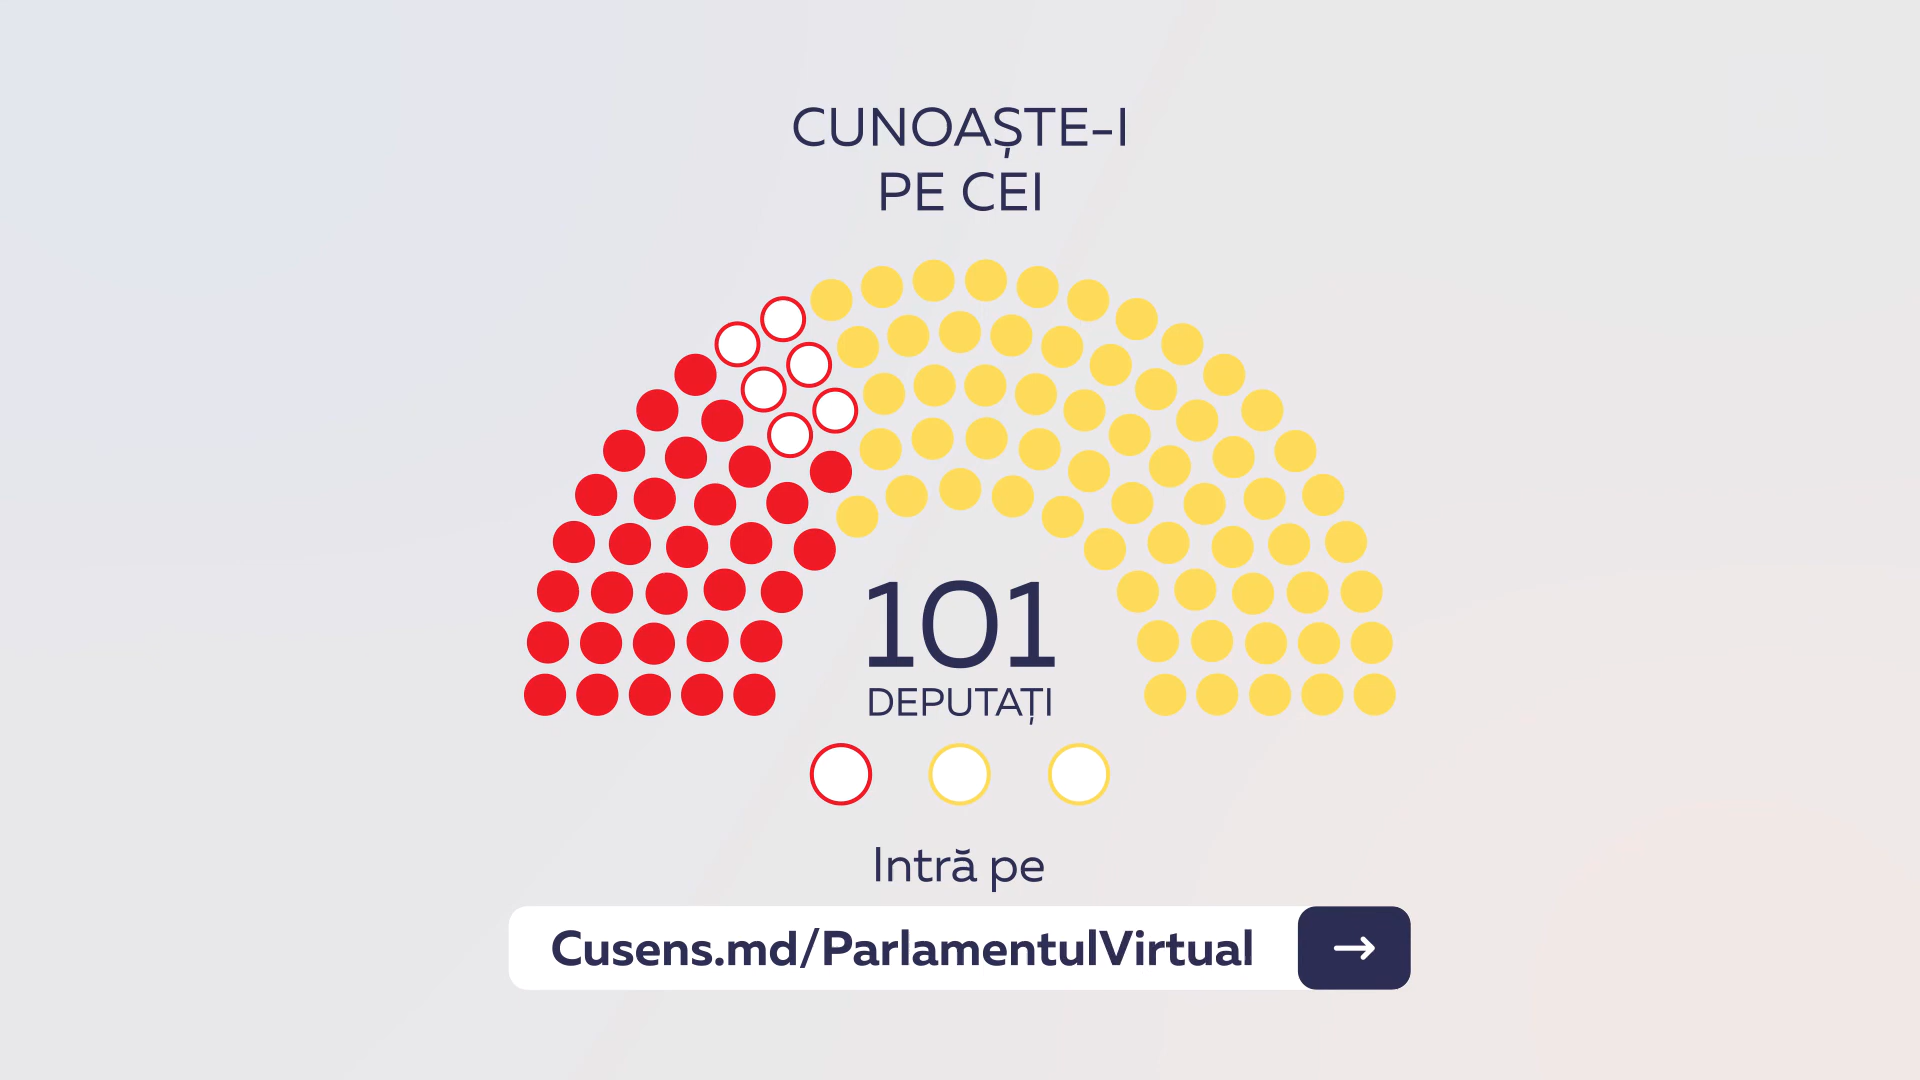 CUNOAȘTE-I
PE CEI
101
DEPUTAȚI
Intră pe
Cusens.md/ParlamentulVirtual